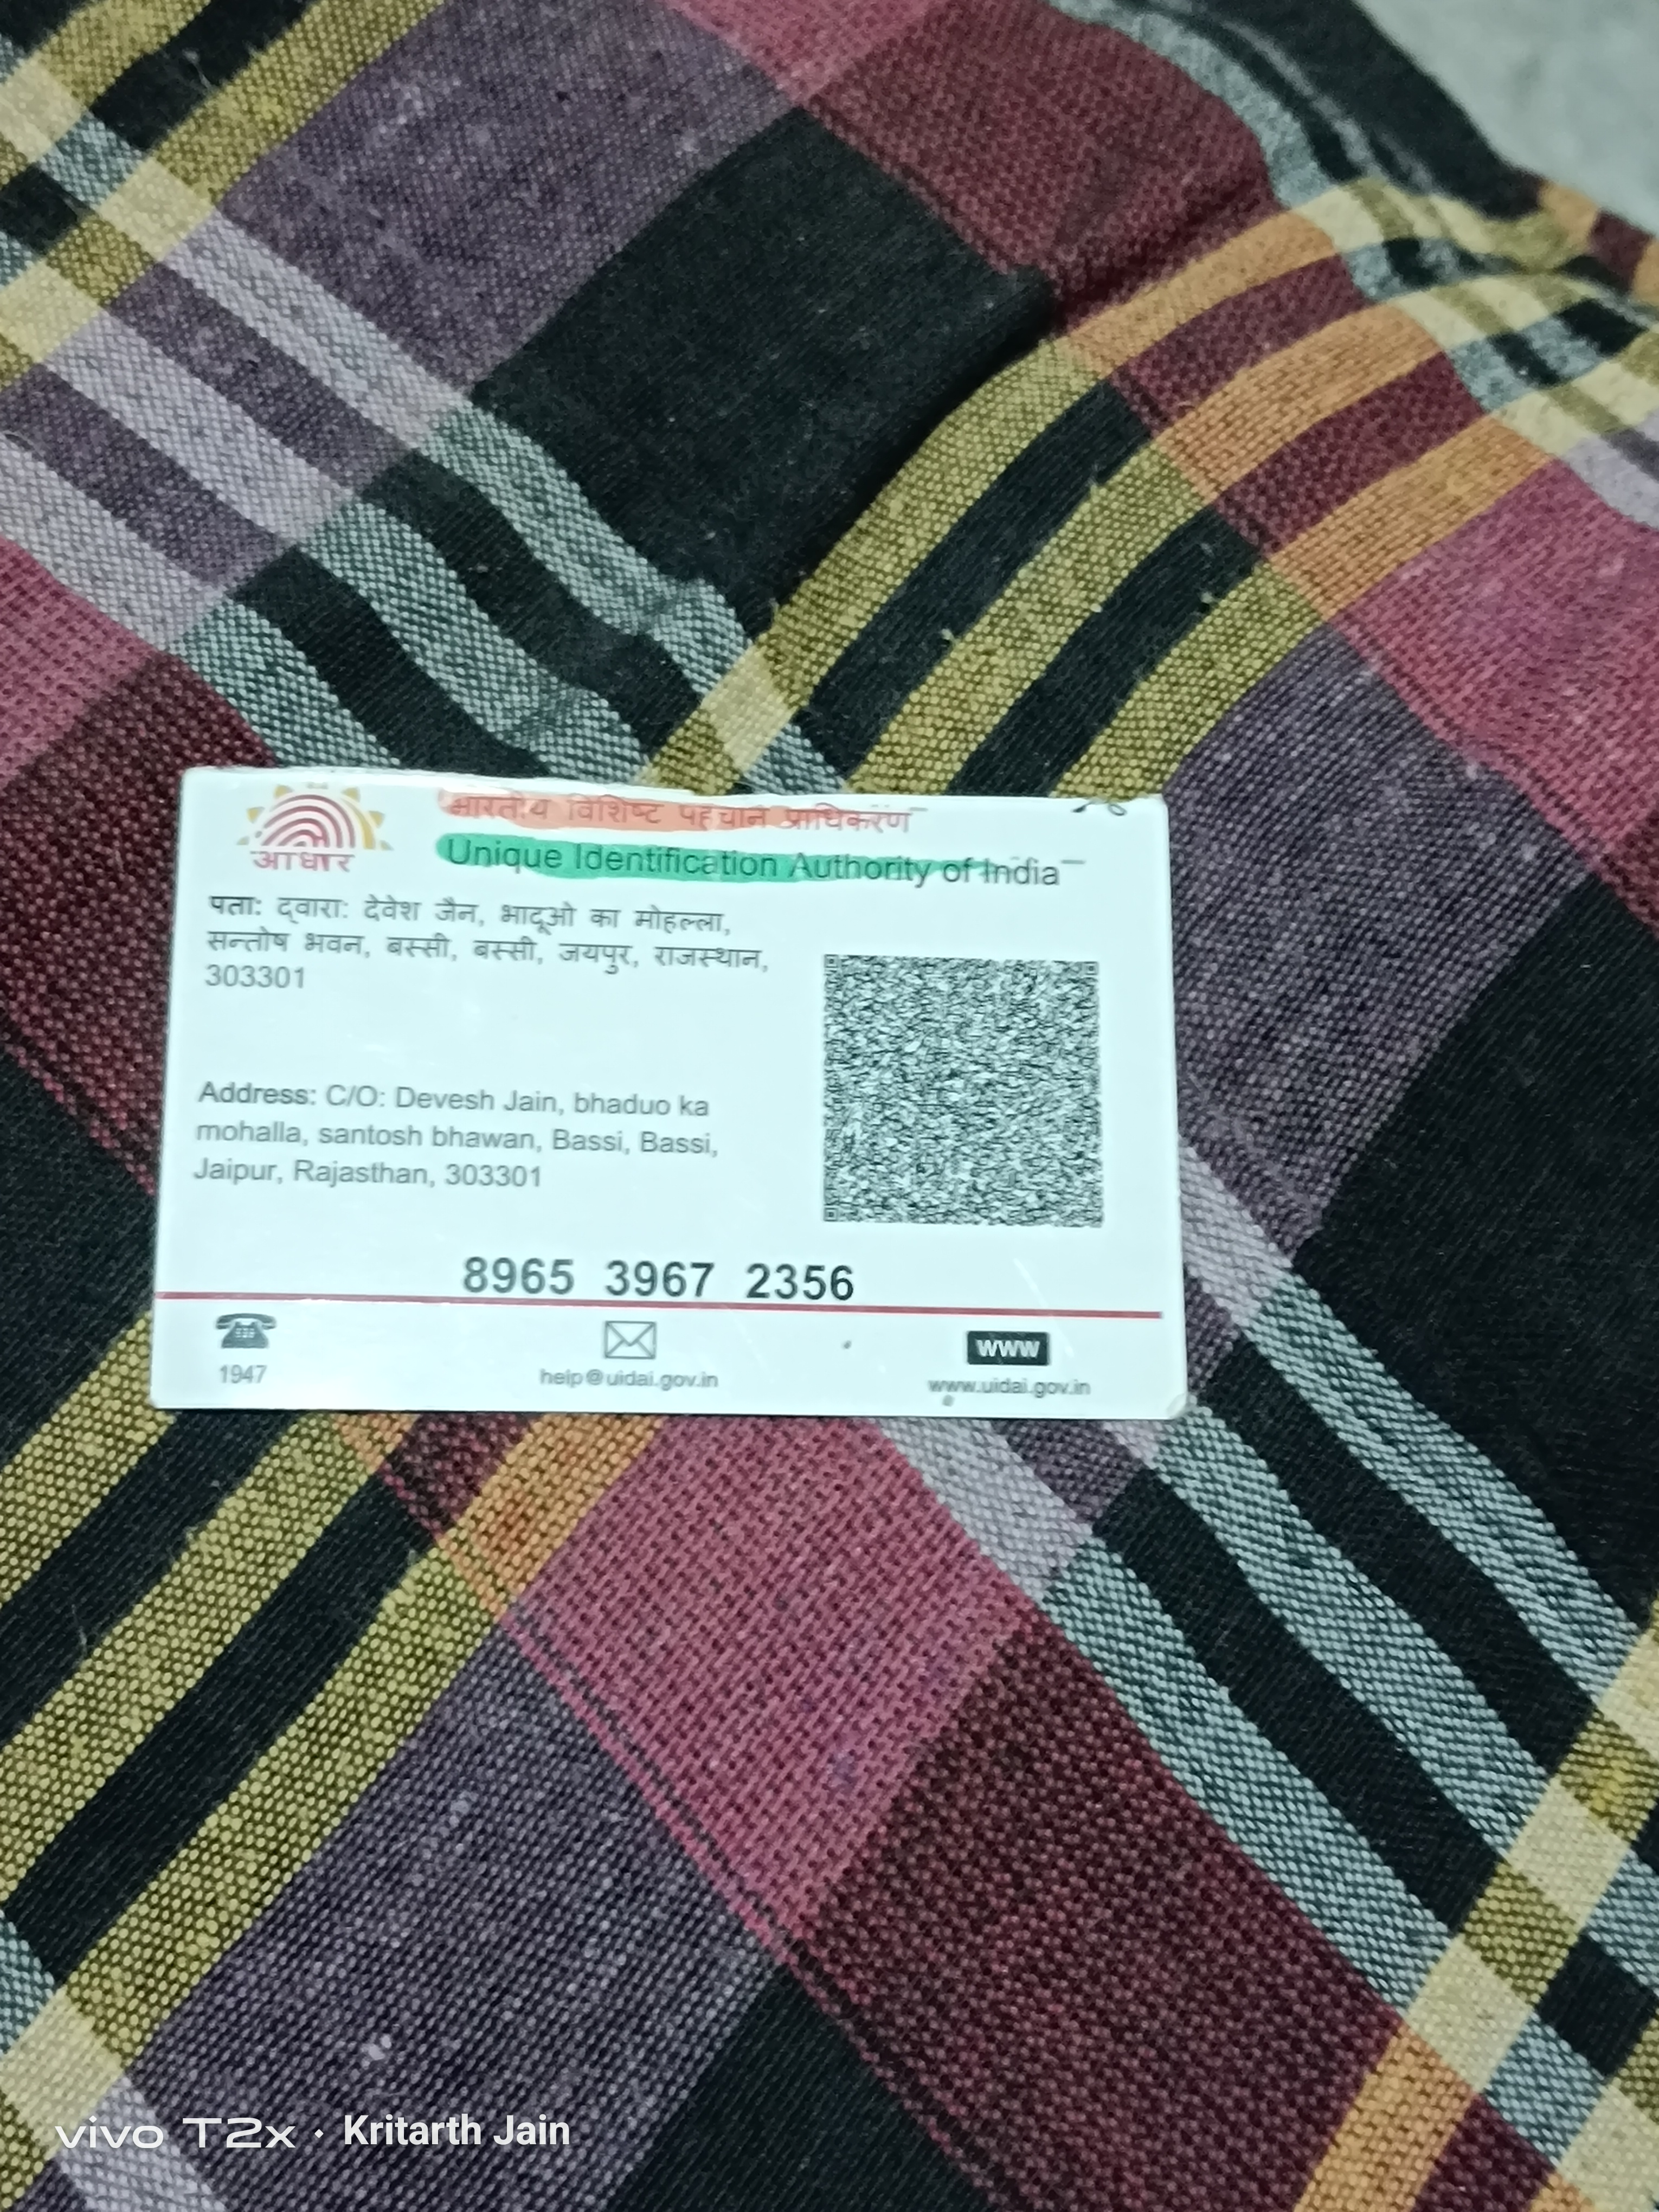 आधार
भारतीय विशिष्ट पहचान प्राधिकरण
Unique Identification Authority of India
पता: द्वारा: देवेश जैन, भादूओ का मोहल्ला,
सन्तोष भवन, बस्सी, बस्सी, जयपुर, राजस्थान,
303301
Address: C/O: Devesh Jain, bhaduo ka
mohalla, santosh bhawan, Bassi, Bassi,
Jaipur, Rajasthan, 303301
8965 3967 2356
1947
help@uidai.gov.in
www
www.uidai.gov.in
vivo T2x · Kritarth Jain